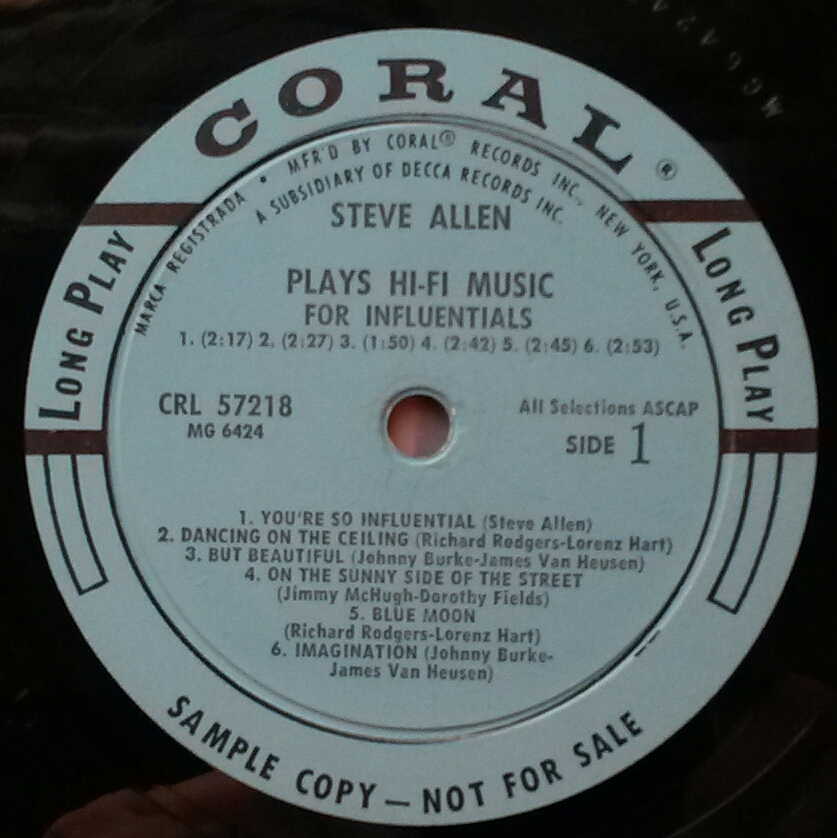 CORAL®
MARCA REGISTRADA • MFR'D BY CORAL® RECORDS INC., NEW YORK, U.S.A.
A SUBSIDIARY OF DECCA RECORDS INC.
STEVE ALLEN
PLAYS HI-FI MUSIC
FOR INFLUENTIALS
1. (2:17) 2. (2:27) 3. (1:50) 4. (2:42) 5. (2:45) 6. (2:53)
LONG PLAY
LONG PLAY
CRL 57218
MG 6424
All Selections ASCAP
SIDE 1
1. YOU'RE SO INFLUENTIAL (Steve Allen)
2. DANCING ON THE CEILING (Richard Rodgers-Lorenz Hart)
3. BUT BEAUTIFUL (Johnny Burke-James Van Heusen)
4. ON THE SUNNY SIDE OF THE STREET
(Jimmy McHugh-Dorothy Fields)
5. BLUE MOON
(Richard Rodgers-Lorenz Hart)
6. IMAGINATION (Johnny Burke-
James Van Heusen)
SAMPLE COPY — NOT FOR SALE